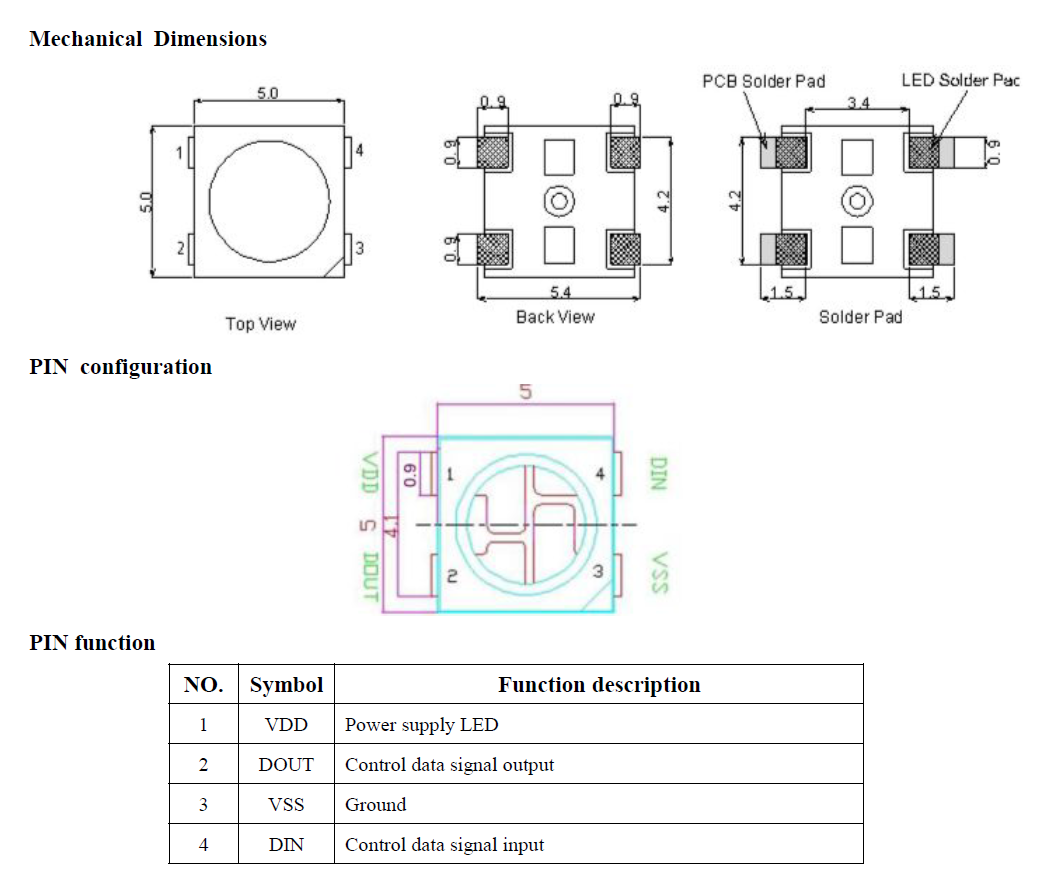 Mechanical Dimensions
PCB Solder Pad
LED Solder Pad
5.0
0.9
0.9
3.4
1
4
0.9
0.9
5.0
4.2
4.2
2
3
0.9
5.4
1.5
1.5
Top View
Back View
Solder Pad
PIN configuration
5
VDD
0.9
1
4
DIN
5
4.1
DOUT
2
3
VSS
PIN function
NO. Symbol Function description
1 VDD Power supply LED
2 DOUT Control data signal output
3 VSS Ground
4 DIN Control data signal input